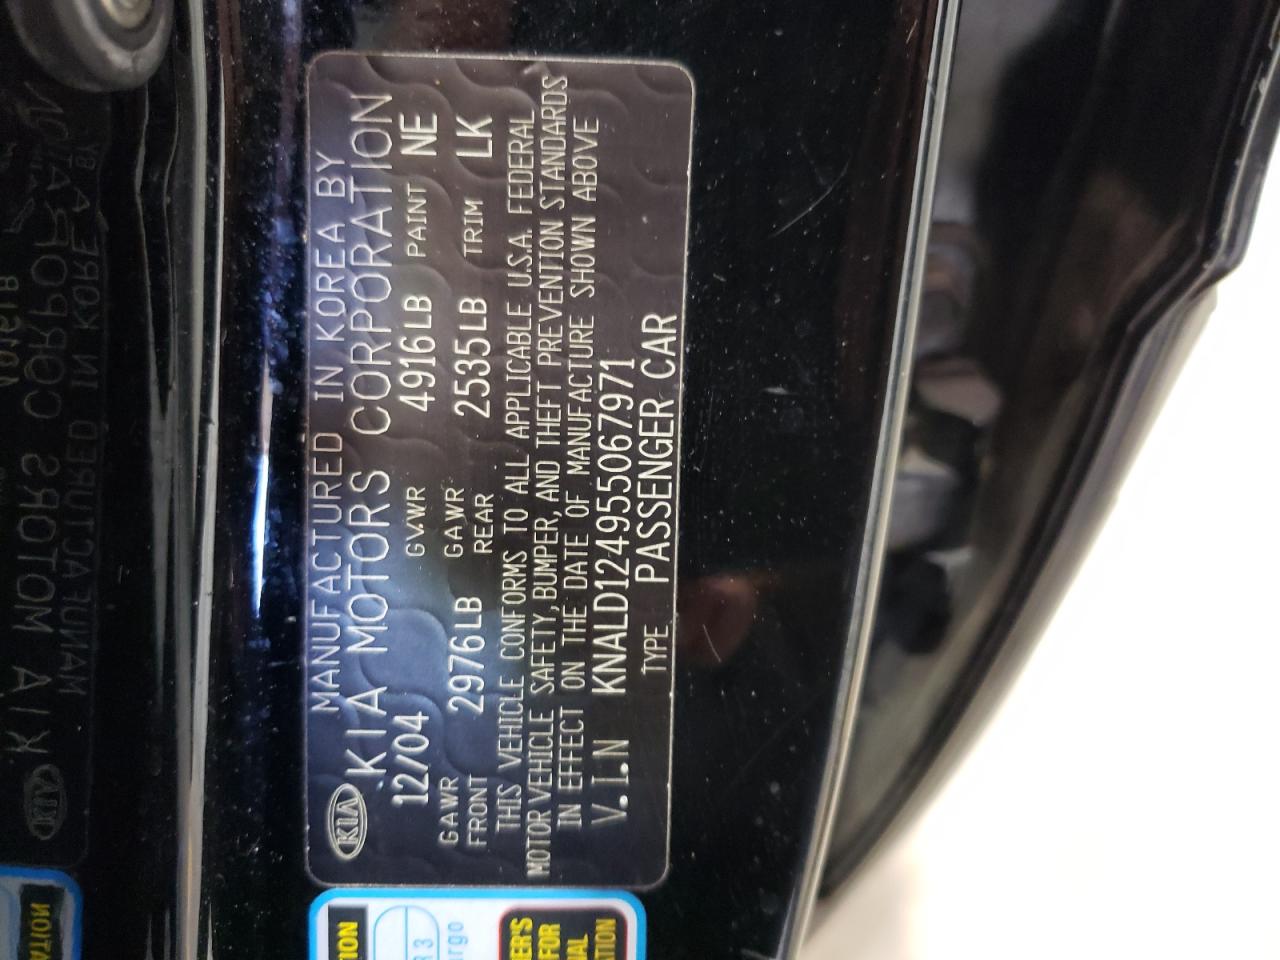 KIA
MANUFACTURED IN KOREA BY
KIA MOTORS CORPORATION
12/04 GVWR 4916LB PAINT NE
GAWR FRONT 2976LB GAWR REAR 2535LB TRIM LK
THIS VEHICLE CONFORMS TO ALL APPLICABLE U.S.A. FEDERAL
MOTOR VEHICLE SAFETY, BUMPER, AND THEFT PREVENTION STANDARDS
IN EFFECT ON THE DATE OF MANUFACTURE SHOWN ABOVE
V.I.N KNALD124955067971
TYPE PASSENGER CAR